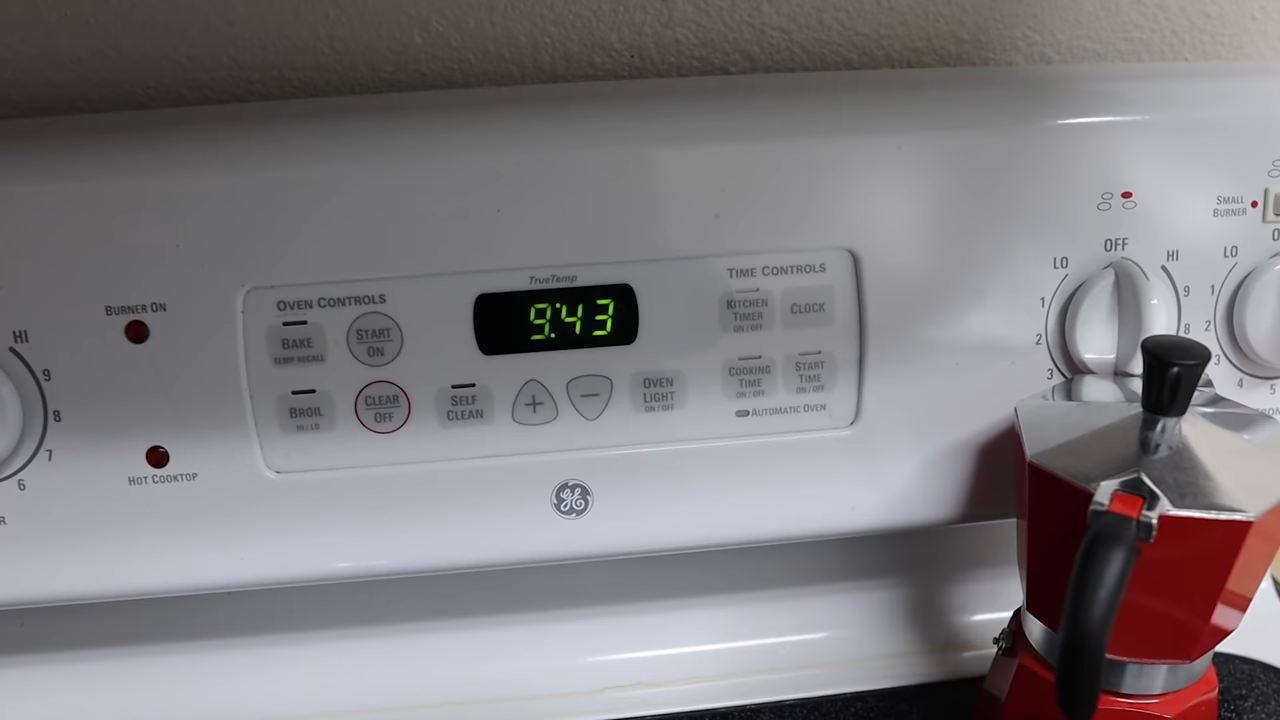 BURNER ON
HOT COOKTOP
HI
9
8
7
6
R
OVEN CONTROLS
BAKE
TEMP RECALL
START
ON
BROIL
HI / LO
CLEAR
OFF
SELF
CLEAN
TrueTemp
9:43
+
−
OVEN
LIGHT
ON / OFF
TIME CONTROLS
KITCHEN
TIMER
ON / OFF
CLOCK
COOKING
TIME
ON / OFF
START
TIME
ON / OFF
AUTOMATIC OVEN
GE
OFF
LO
HI
1
2
3
9
8
SMALL
BURNER
LO
1
2
3
4
5